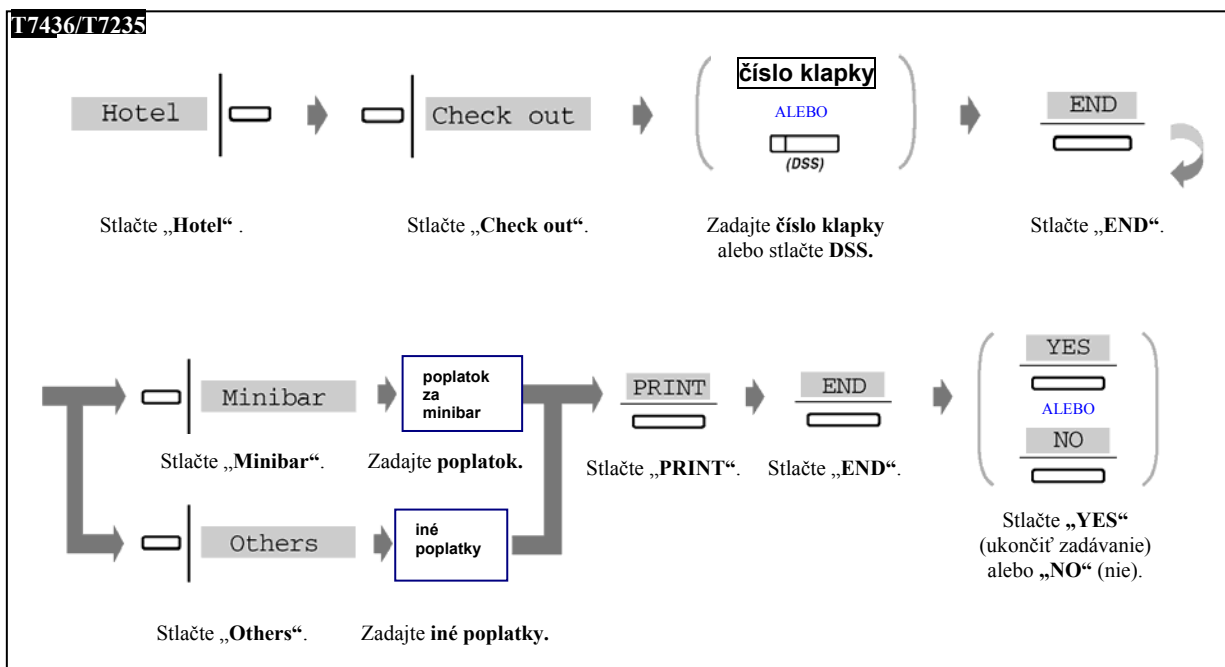 T7436/T7235
Hotel
Check out
číslo klapky
ALEBO
(DSS)
END
Stlačte „Hotel“ .
Stlačte „Check out“.
Zadajte číslo klapky
alebo stlačte DSS.
Stlačte „END“.
Minibar
poplatok
za
minibar
PRINT
END
YES
ALEBO
NO
Stlačte „Minibar“.
Zadajte poplatok.
Stlačte „PRINT“.
Stlačte „END“.
Others
iné
poplatky
Stlačte „YES“
(ukončiť zadávanie)
alebo „NO“ (nie).
Stlačte „Others“.
Zadajte iné poplatky.